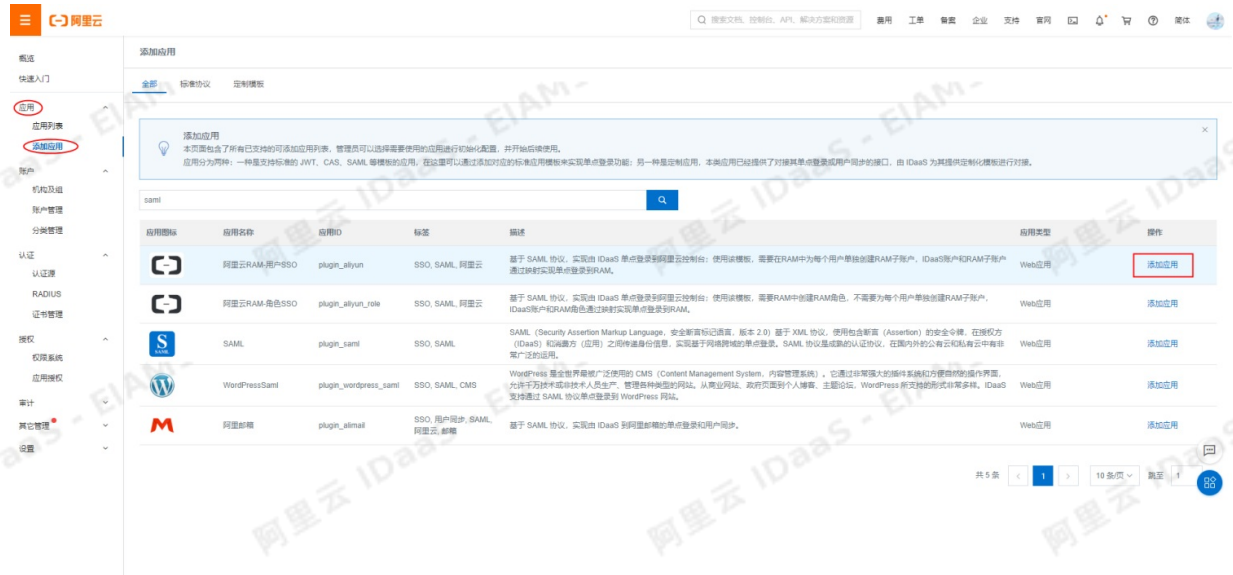 阿里云
搜索文档、控制台、API、解决方案和资源 费用 工单 备案 企业 支持 官网 简体
概览
快速入门
应用
应用列表
添加应用
账户
机构及组
账户管理
分类管理
认证
认证源
RADIUS
证书管理
授权
权限系统
应用授权
审计
其它管理
设置
添加应用
全部 标准协议 定制模板
添加应用
本页面包含了所有已支持的可添加应用列表，管理员可以选择需要使用的应用进行初始化配置，并开始后续使用。
应用分为两种：一种是支持标准的 JWT、CAS、SAML 等模板的应用，在这里可以通过添加对应的标准应用模板来实现单点登录功能；另一种是定制应用，本类应用已经提供了对接其单点登录或用户同步的接口，由 IDaaS 为其提供定制化模板进行对接。
saml
应用图标 应用名称 应用ID 标签 描述 应用类型 操作
阿里云RAM-用户SSO plugin_aliyun SSO, SAML, 阿里云 基于 SAML 协议，实现由 IDaaS 单点登录到阿里云控制台；使用该模板，需要在RAM中为每个用户单独创建RAM子账户，IDaaS账户和RAM子账户 Web应用 添加应用
通过映射实现单点登录到RAM。
阿里云RAM-角色SSO plugin_aliyun_role SSO, SAML, 阿里云 基于 SAML 协议，实现由 IDaaS 单点登录到阿里云控制台；使用该模板，需要RAM中创建RAM角色，不需要为每个用户单独创建RAM子账户， Web应用 添加应用
IDaaS账户和RAM角色通过映射实现单点登录到RAM。
SAML plugin_saml SSO, SAML SAML（Security Assertion Markup Language，安全断言标记语言，版本 2.0）基于 XML 协议，使用包含断言（Assertion）的安全令牌，在授权方
（IDaaS）和消费方（应用）之间传递身份信息，实现基于网络跨域的单点登录。SAML 协议是成熟的认证协议，在国内外的公有云和私有云中有非 Web应用 添加应用
常广泛的运用。
WordPressSaml plugin_wordpress_saml SSO, SAML, CMS WordPress 是全世界最被广泛使用的 CMS（Content Management System，内容管理系统）。它通过非常强大的插件系统和方便自然的操作界面，
允许千万技术或非技术人员生产、管理各种类型的网站。从商业网站、政府页面到个人博客、主题论坛，WordPress 所支持的形式非常多样。IDaaS Web应用 添加应用
支持通过 SAML 协议单点登录到 WordPress 网站。
阿里邮箱 plugin_alimail SSO, 用户同步, SAML, 基于 SAML 协议，实现由 IDaaS 到阿里邮箱的单点登录和用户同步。 Web应用 添加应用
阿里云, 邮箱
共 5 条 1 10 条/页 跳至 1
阿里云 IDaaS - EIAM-